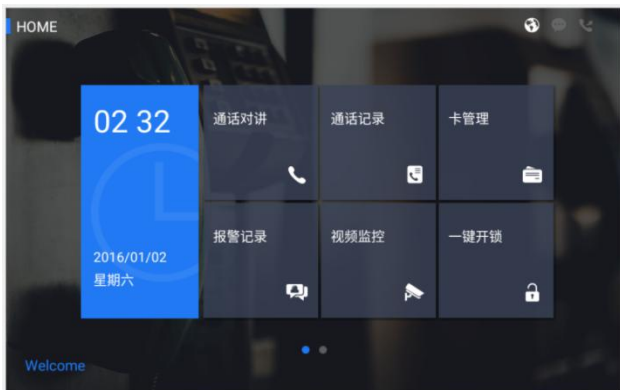 HOME
02 32
2016/01/02
星期六
通话对讲
通话记录
卡管理
报警记录
视频监控
一键开锁
Welcome